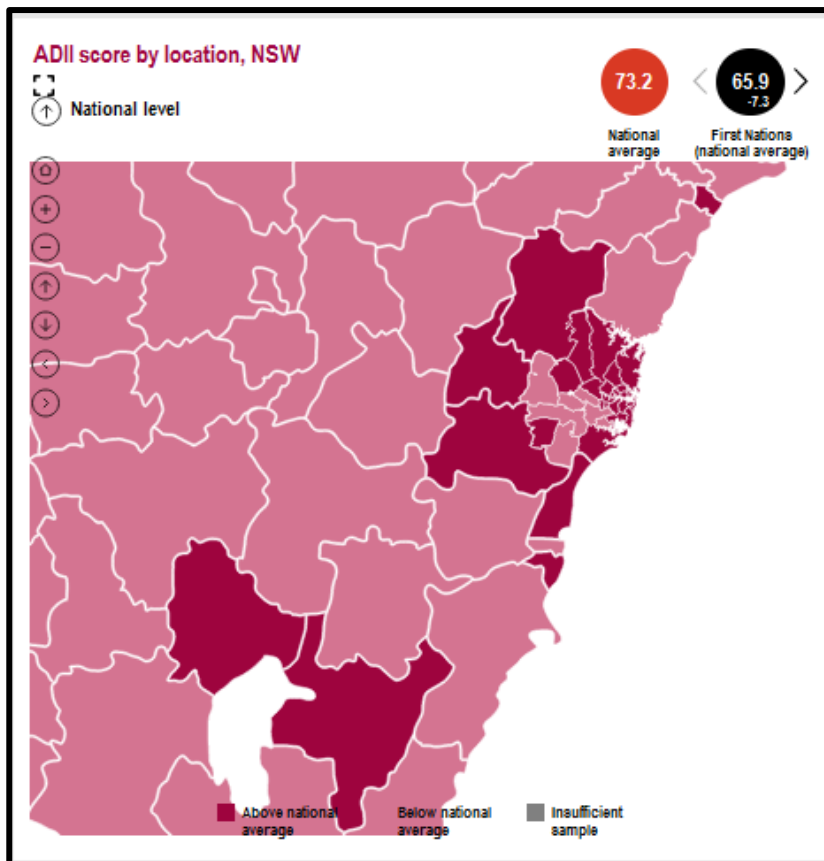 ADII score by location, NSW
National level
73.2
National
average
65.9
-7.3
First Nations
(national average)
Above national
average
Below national
average
Insufficient
sample